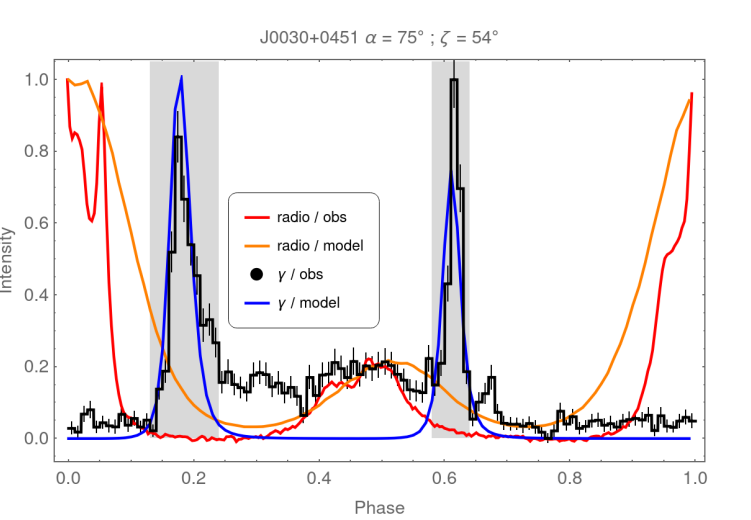 J0030+0451 α = 75° ; ζ = 54°
Intensity
1.0
0.8
0.6
0.4
0.2
0.0
radio / obs
radio / model
γ / obs
γ / model
0.0 0.2 0.4 0.6 0.8 1.0
Phase